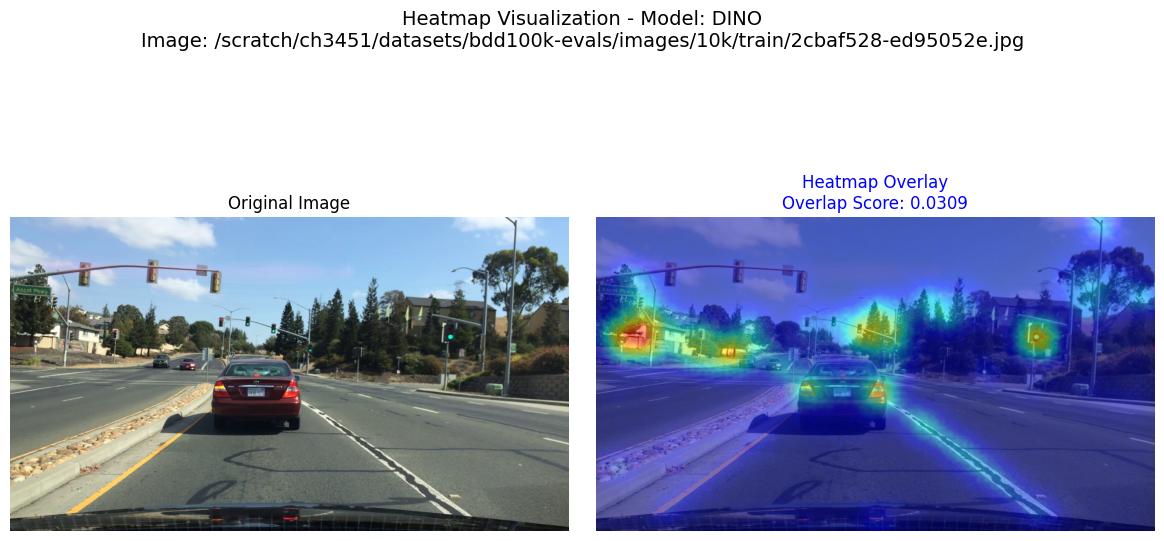 Heatmap Visualization - Model: DINO
Image: /scratch/ch3451/datasets/bdd100k-evals/images/10k/train/2cbaf528-ed95052e.jpg
Original Image
Heatmap Overlay
Overlap Score: 0.0309